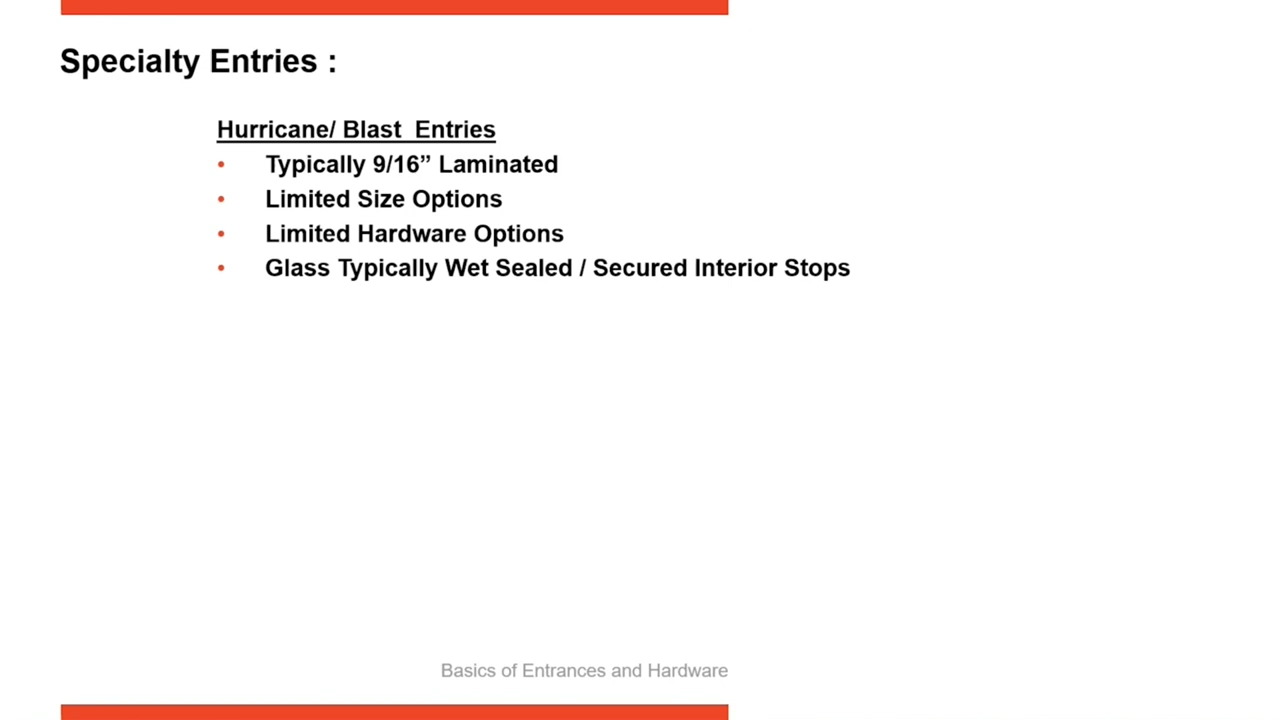 Specialty Entries :
Hurricane/ Blast  Entries
• Typically 9/16” Laminated
• Limited Size Options
• Limited Hardware Options
• Glass Typically Wet Sealed / Secured Interior Stops
Basics of Entrances and Hardware